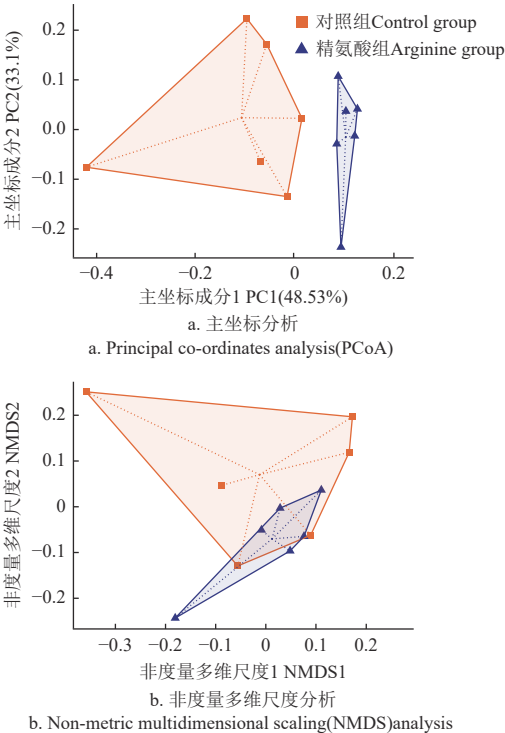 对照组Control group
精氨酸组Arginine group
主坐标成分2 PC2(33.1%)
0.2
0.1
0.0
−0.1
−0.2
−0.4
−0.2
0
0.2
主坐标成分1 PC1(48.53%)
a. 主坐标分析
a. Principal co-ordinates analysis(PCoA)
非度量多维尺度2 NMDS2
0.2
0.1
0
−0.1
−0.2
−0.3
−0.2
−0.1
0
0.1
0.2
非度量多维尺度1 NMDS1
b. 非度量多维尺度分析
b. Non-metric multidimensional scaling(NMDS)analysis